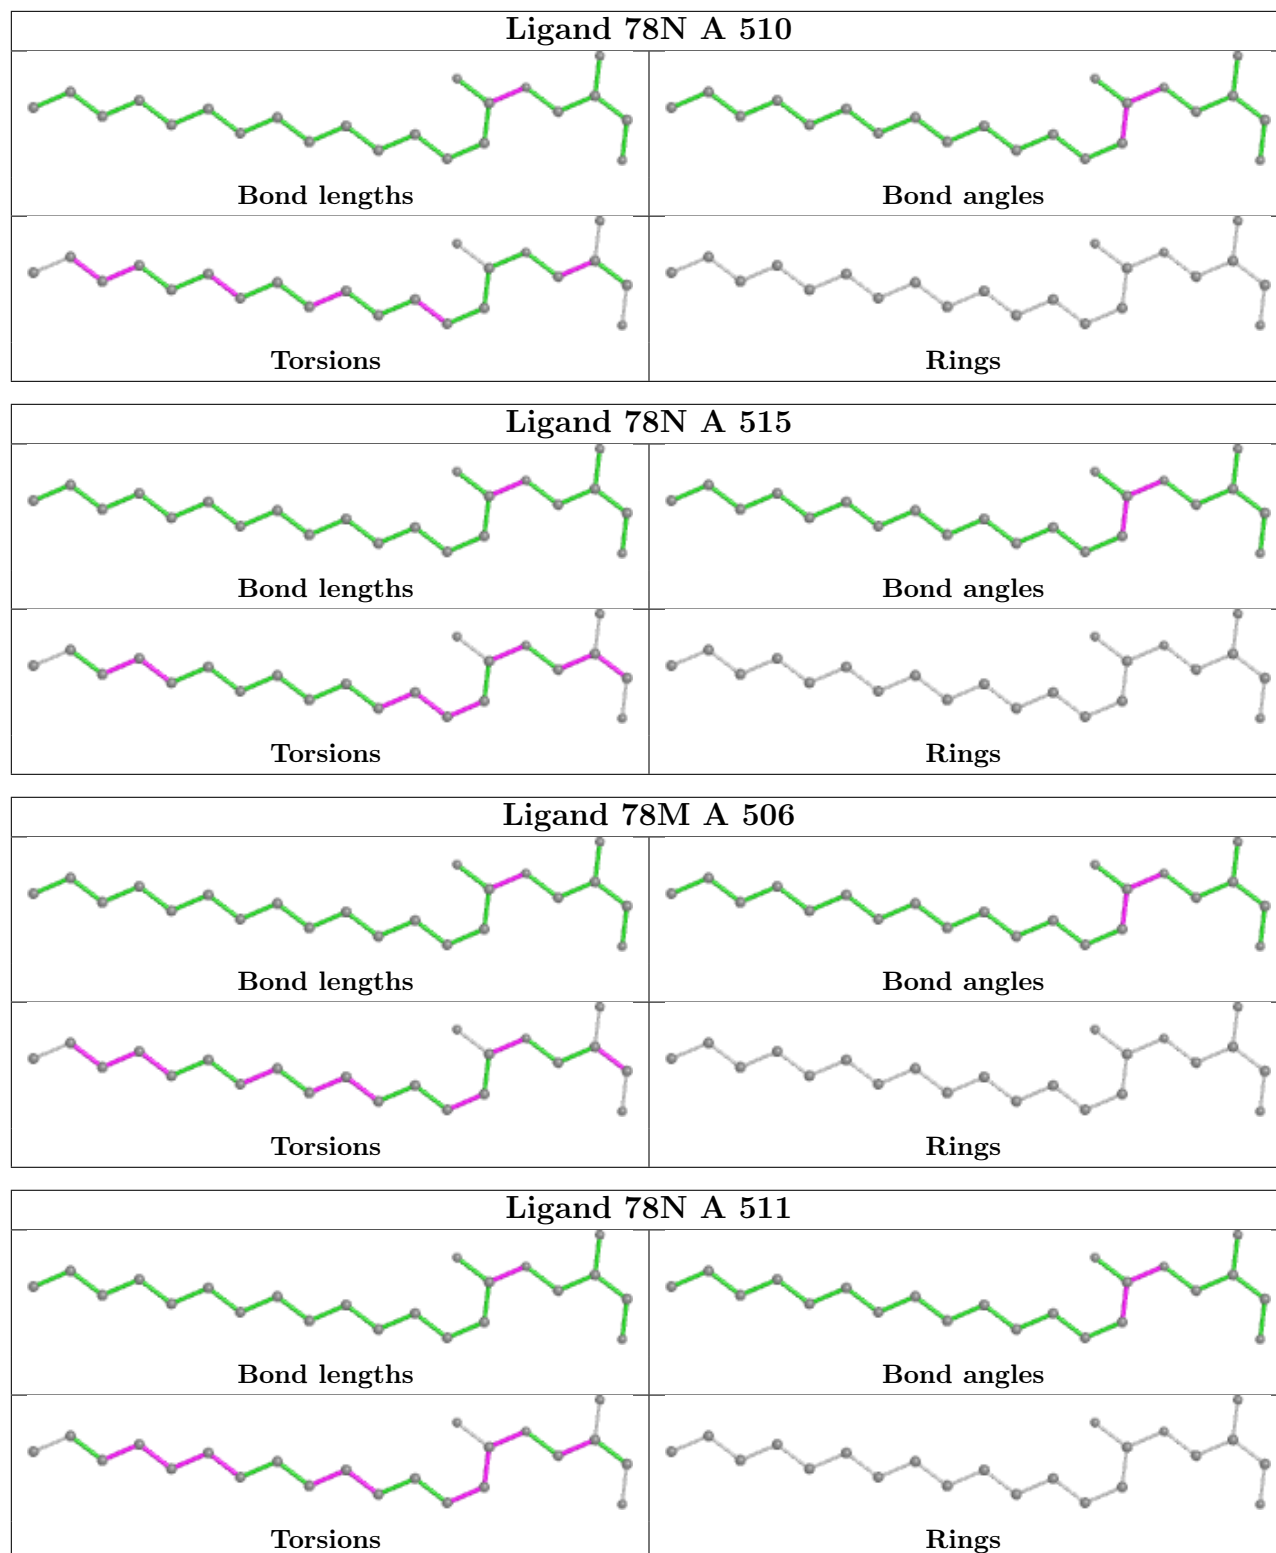 Ligand 78N A 510
Bond lengths
Bond angles
Torsions
Rings
Ligand 78N A 515
Bond lengths
Bond angles
Torsions
Rings
Ligand 78M A 506
Bond lengths
Bond angles
Torsions
Rings
Ligand 78N A 511
Bond lengths
Bond angles
Torsions
Rings